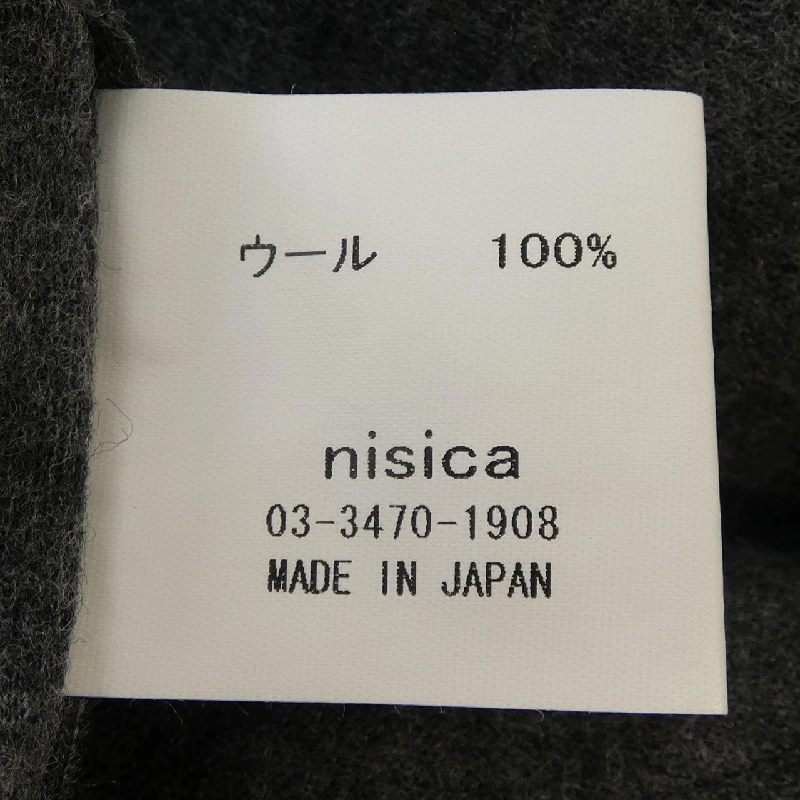 ウール 100%
nisica
03-3470-1908
MADE IN JAPAN